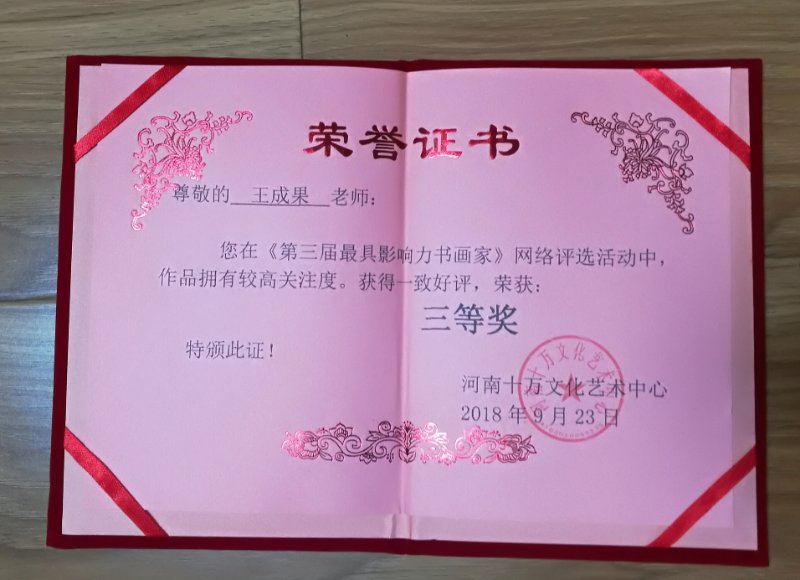 荣誉证书
尊敬的 王成果 老师：
您在《第三届最具影响力书画家》网络评选活动中，
作品拥有较高关注度。获得一致好评，荣获：
三等奖
特颁此证！
河南十万文化艺术中心
2018年9月23日